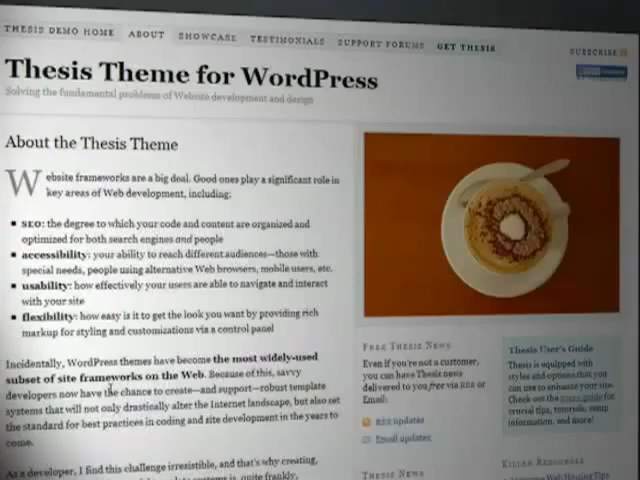 THESIS DEMO HOME ABOUT SHOWCASE TESTIMONIALS SUPPORT FORUMS GET THESIS
SUBSCRIBE
Thesis Theme for WordPress
Solving the fundamental problems of Website development and design
About the Thesis Theme
Website frameworks are a big deal. Good ones play a significant role in
key areas of Web development, including:
SEO: the degree to which your code and content are organized and
optimized for both search engines and people
accessibility: your ability to reach different audiences—those with
special needs, people using alternative Web browsers, mobile users, etc.
usability: how effectively your users are able to navigate and interact
with your site
flexibility: how easy is it to get the look you want by providing rich
markup for styling and customizations via a control panel
Incidentally, WordPress themes have become the most widely-used
subset of site frameworks on the Web. Because of this, savvy
developers now have the chance to create—and support—robust template
systems that will not only drastically alter the Internet landscape, but also set
the standard for best practices in coding and site development in the years to
come.
As a developer, I find this challenge irresistible, and that's why creating,
is, quite frankly,
FREE THESIS NEWS
Even if you're not a customer,
you can have Thesis news
delivered to you free via RSS or
Email:
RSS updates
Email updates
THESIS NEWS
Thesis User's Guide
Thesis is equipped with
styles and options that you
can use to enhance your site.
Check out the users guide for
crucial tips, tutorials, setup
information, and more!
KILLER RESOURCES
Web Hosting Tips